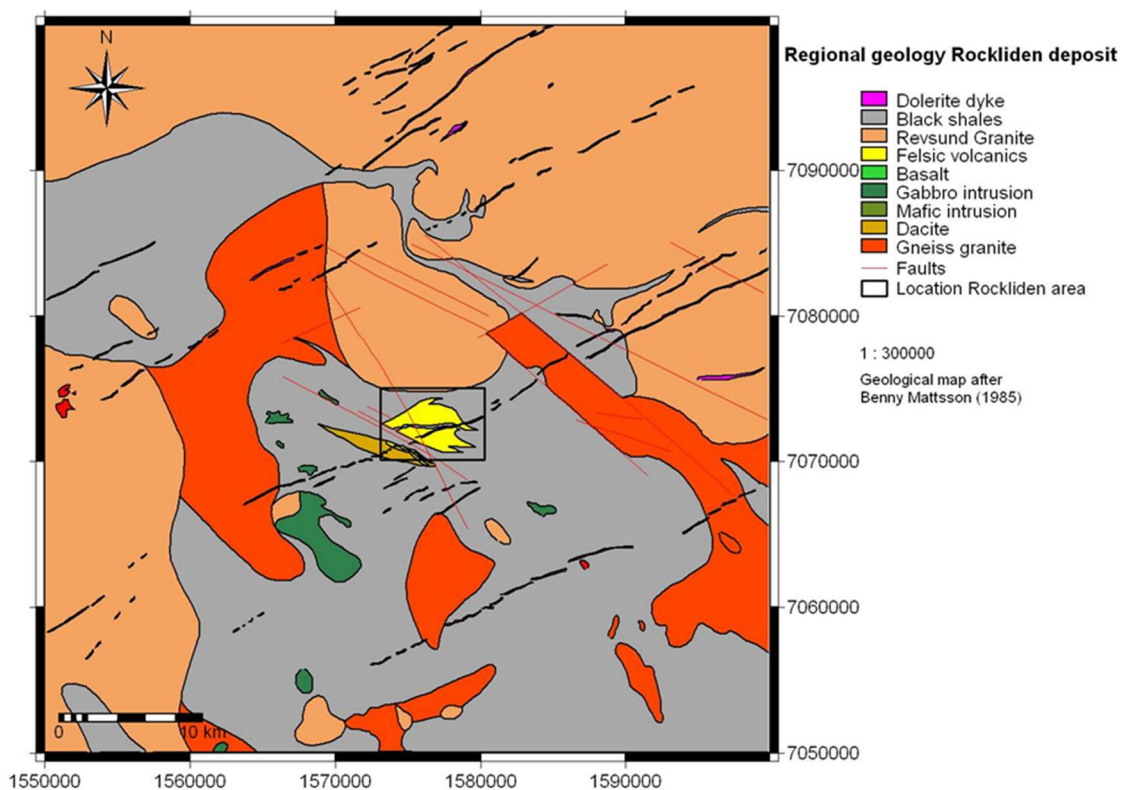 N
Regional geology Rockliden deposit
Dolerite dyke
Black shales
Revsund Granite
Felsic volcanics
Basalt
Gabbro intrusion
Mafic intrusion
Dacite
Gneiss granite
Faults
Location Rockliden area
1 : 300000
Geological map after
Benny Mattsson (1985)
7090000
7080000
7070000
7060000
7050000
0 10 km
1550000 1560000 1570000 1580000 1590000